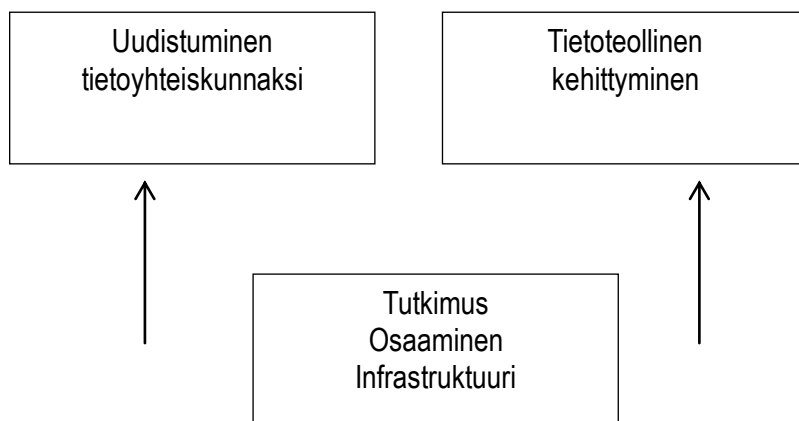 Uudistuminen
tietoyhteiskunnaksi
Tietoteollinen
kehittyminen
Tutkimus
Osaaminen
Infrastruktuuri